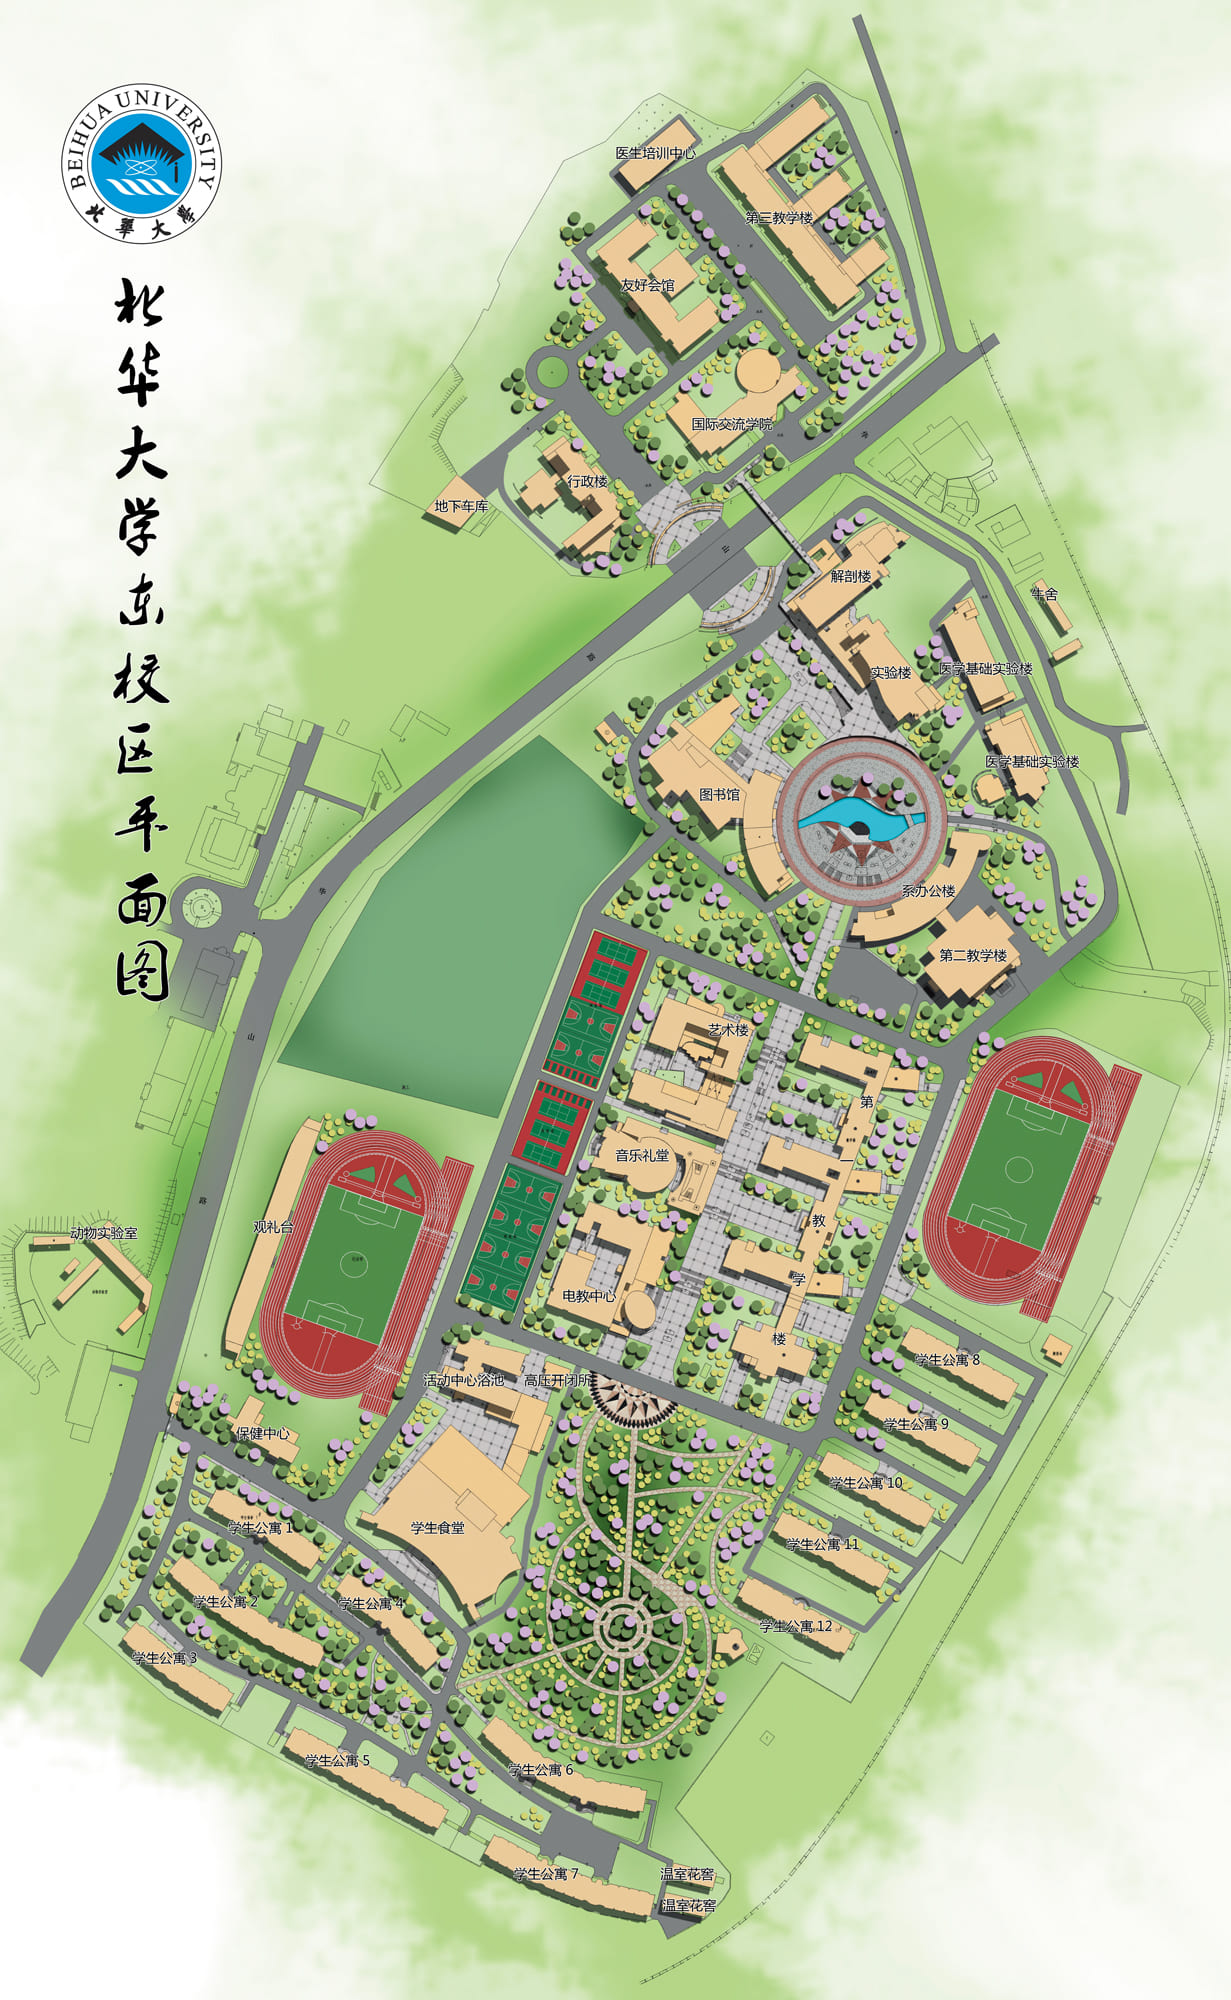 BEIHUA UNIVERSITY
北華大學
北华大学东校区平面图
医生培训中心
第三教学楼
友好会馆
国际交流学院
行政楼
地下车库
华
山
路
解剖楼
牛舍
实验楼
医学基础实验楼
医学基础实验楼
图书馆
系办公楼
第二教学楼
华
山
路
艺术楼
第一教学楼
音乐礼堂
电教中心
动物实验室
观礼台
活动中心浴池
高压开闭所
保健中心
学生食堂
学生公寓 8
学生公寓 9
学生公寓 10
学生公寓 11
学生公寓 12
学生公寓 1
学生公寓 2
学生公寓 3
学生公寓 4
学生公寓 5
学生公寓 6
学生公寓 7
温室花窖
温室花窖